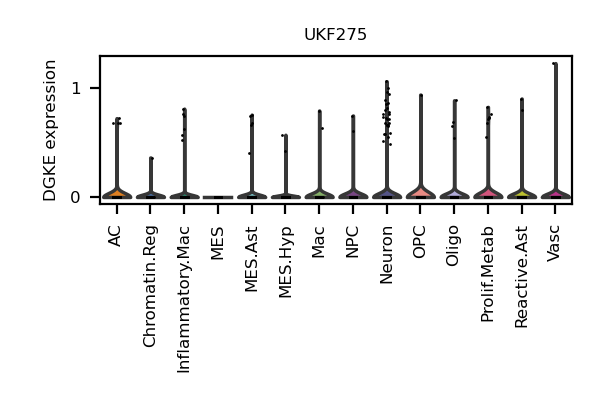 UKF275
DGKE expression
1
0
AC
Chromatin.Reg
Inflammatory.Mac
MES
MES.Ast
MES.Hyp
Mac
NPC
Neuron
OPC
Oligo
Prolif.Metab
Reactive.Ast
Vasc